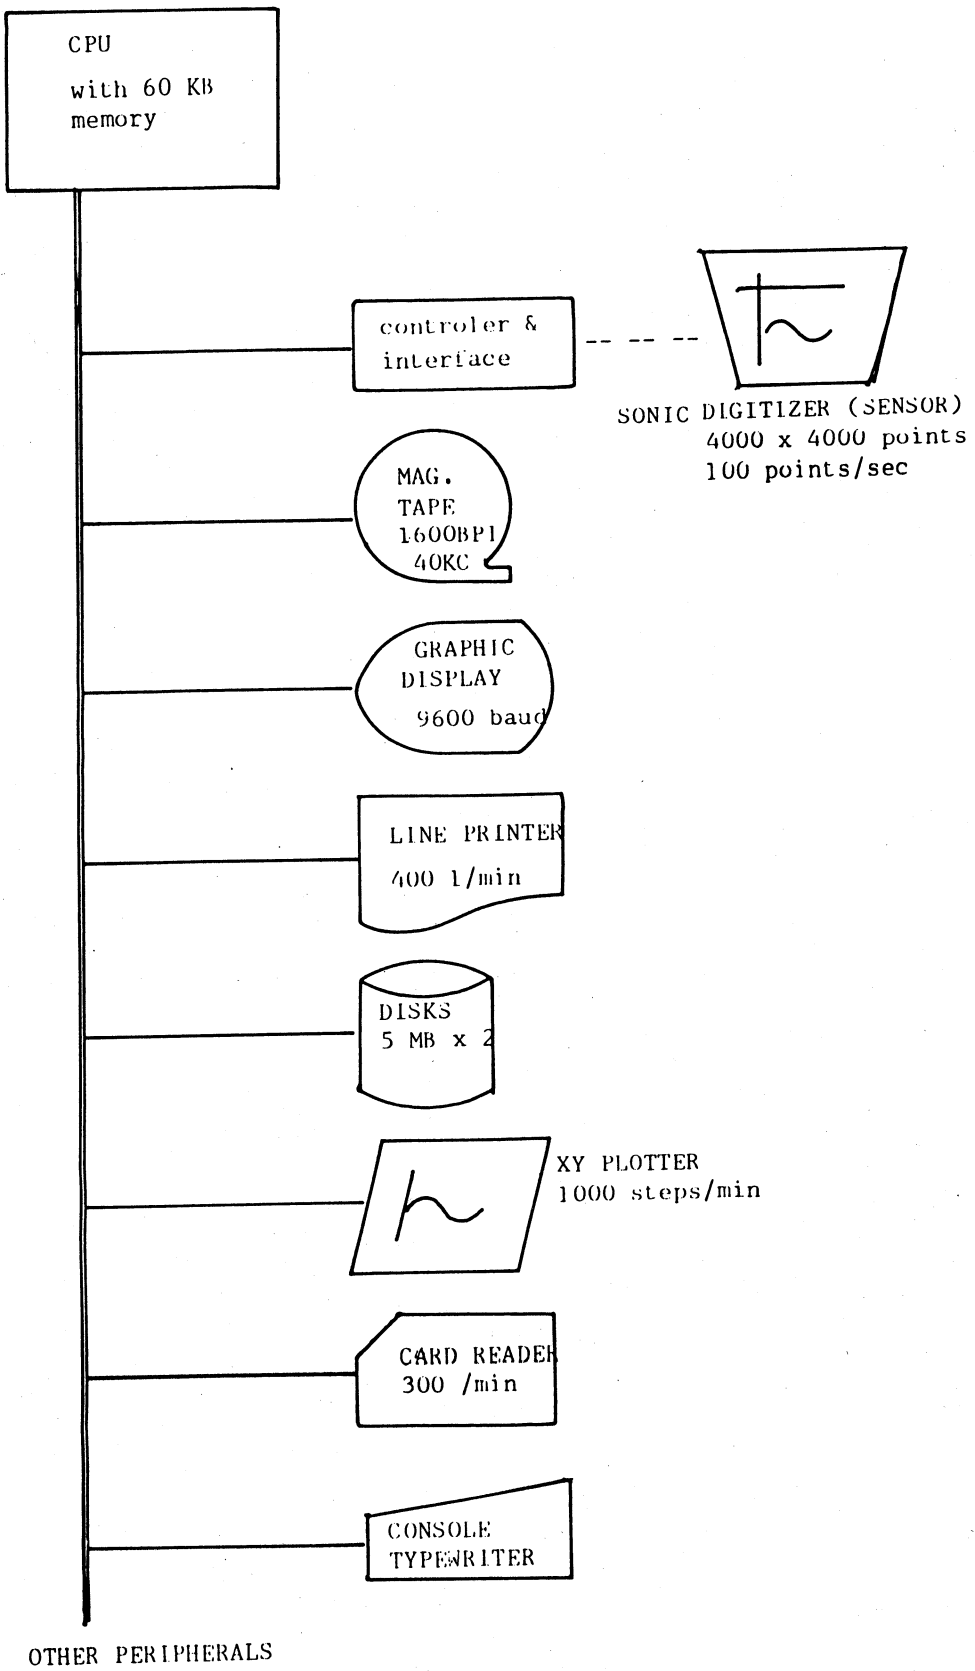 CPU
with 60 KB
memory
controler &
interface
SONIC DIGITIZER (SENSOR)
4000 x 4000 points
100 points/sec
MAG.
TAPE
1600BPI
40KC
GRAPHIC
DISPLAY
9600 baud
LINE PRINTER
400 l/min
DISKS
5 MB x 2
XY PLOTTER
1000 steps/min
CARD READER
300 /min
CONSOLE
TYPEWRITER
OTHER PERIPHERALS